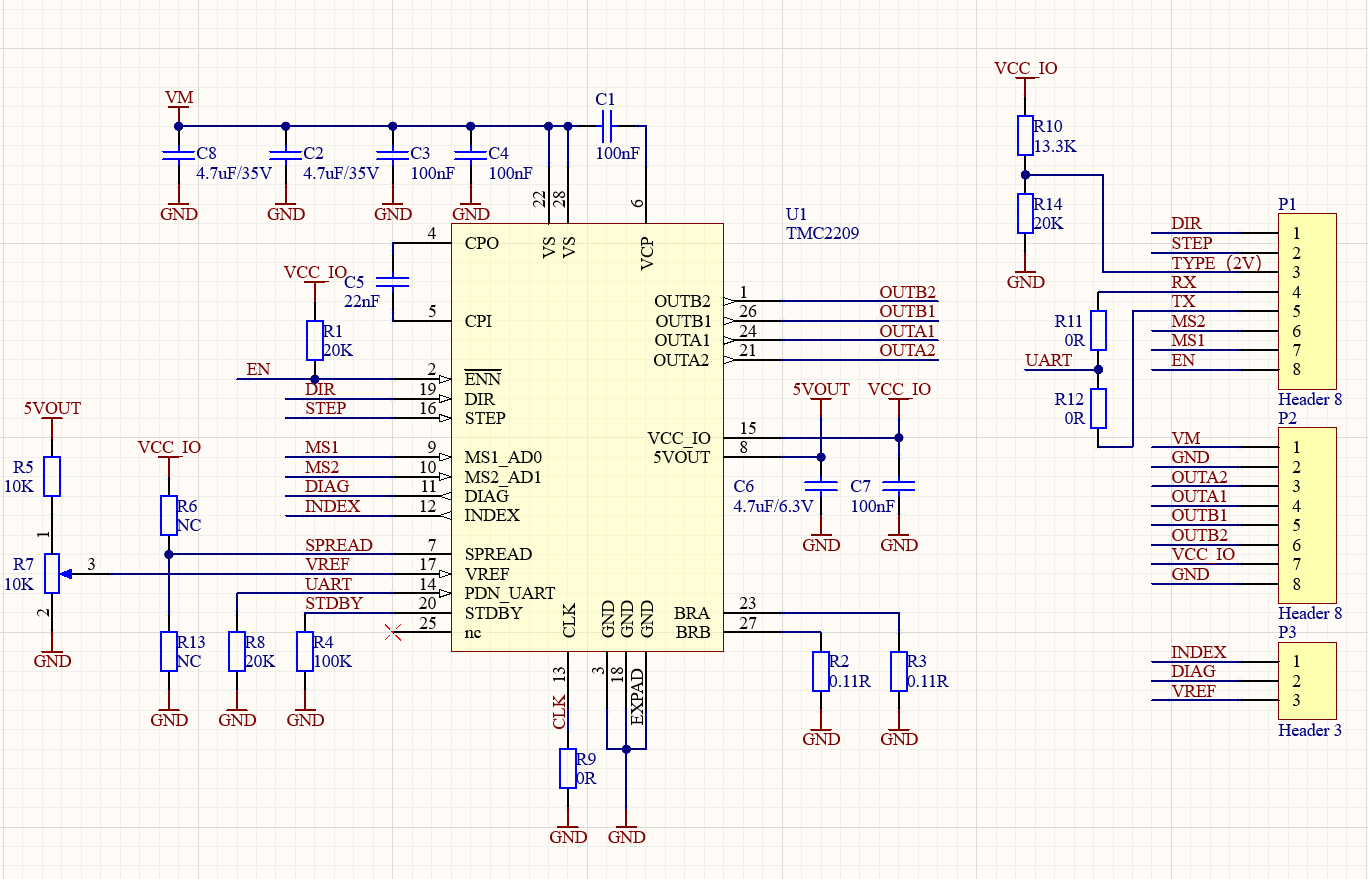 VM
C8
4.7uF/35V
GND
C2
4.7uF/35V
GND
C3
100nF
GND
C4
100nF
GND
C1
100nF
22
28
6
VS
VS
VCP
U1
TMC2209
4
CPO
C5
22nF
5
CPI
VCC_IO
R1
20K
EN
2
ENN
DIR
19
DIR
STEP
16
STEP
MS1
9
MS1_AD0
MS2
10
MS2_AD1
DIAG
11
DIAG
INDEX
12
INDEX
SPREAD
7
SPREAD
VREF
17
VREF
UART
14
PDN_UART
STDBY
20
STDBY
25
nc
5VOUT
R5
10K
1
R7
10K
3
2
GND
VCC_IO
R6
NC
R13
NC
GND
R8
20K
GND
R4
100K
GND
OUTB2
1
OUTB2
OUTB1
26
OUTB1
OUTA1
24
OUTA1
OUTA2
21
OUTA2
5VOUT
VCC_IO
VCC_IO
15
5VOUT
8
C6
4.7uF/6.3V
GND
C7
100nF
GND
BRA
23
BRB
27
R2
0.11R
GND
R3
0.11R
GND
CLK
GND
GND
GND
13
3
18
EXPAD
CLK
R9
0R
GND
GND
VCC_IO
R10
13.3K
R14
20K
GND
P1
DIR
1
STEP
2
TYPE（2V）
3
RX
4
TX
5
MS2
6
MS1
7
EN
8
Header 8
R11
0R
UART
R12
0R
P2
VM
1
GND
2
OUTA2
3
OUTA1
4
OUTB1
5
OUTB2
6
VCC_IO
7
GND
8
Header 8
P3
INDEX
1
DIAG
2
VREF
3
Header 3